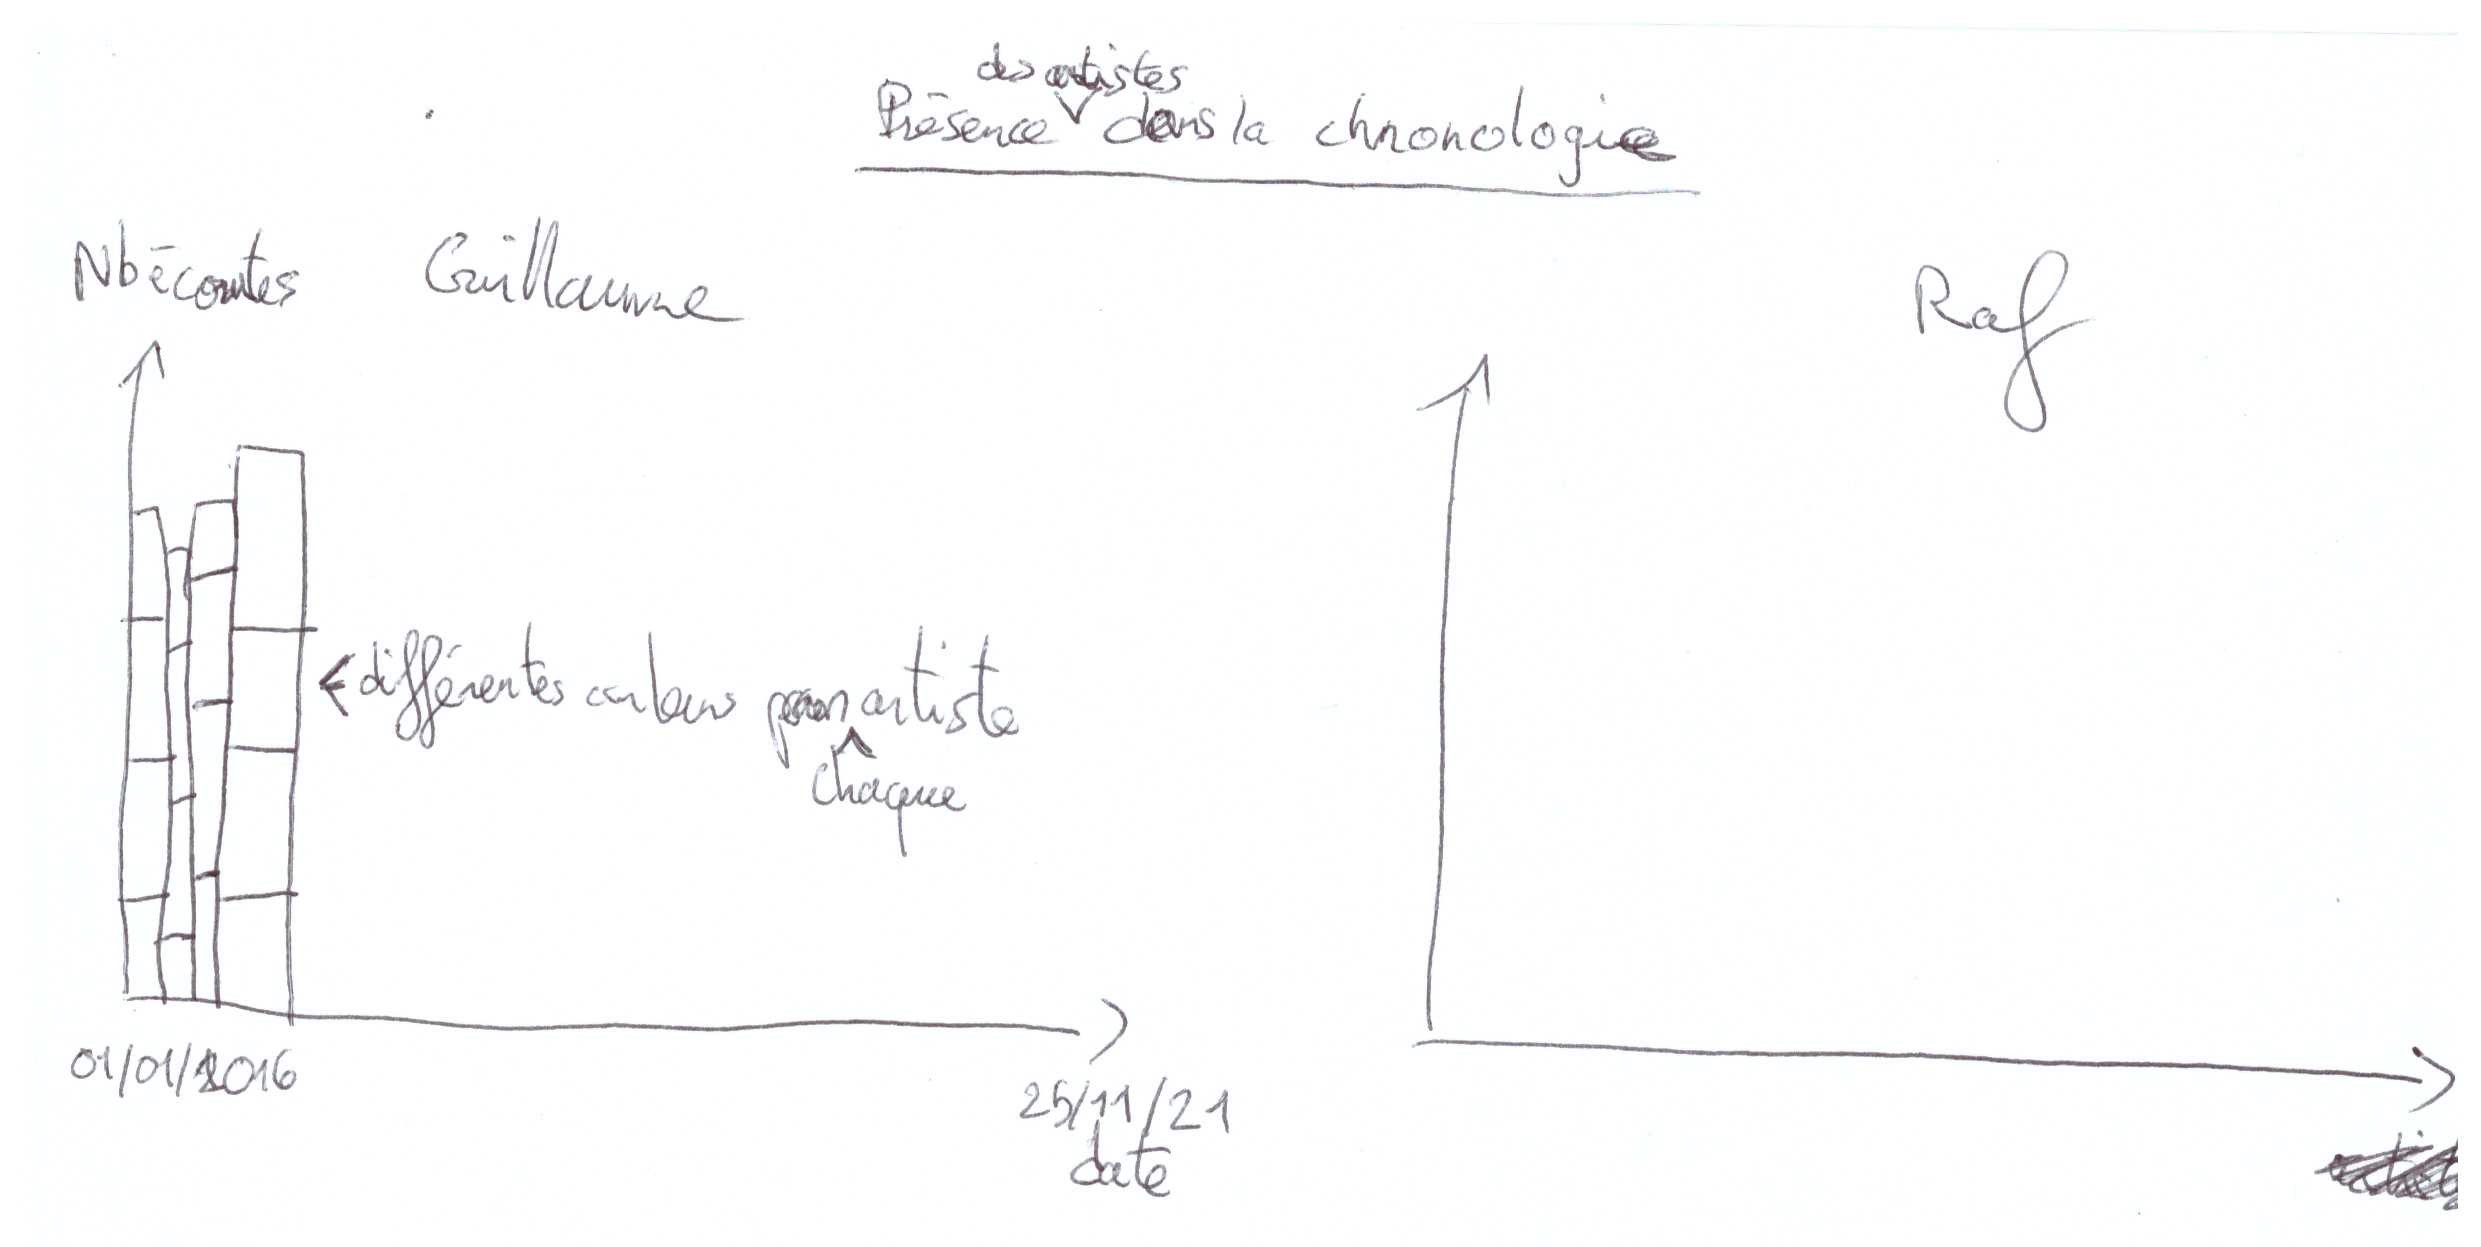 Présence des artistes dans la chronologie
Nb écoutes
Guillaume
Raf
différentes couleurs pour chaque artiste
01/01/2016
25/11/21
date